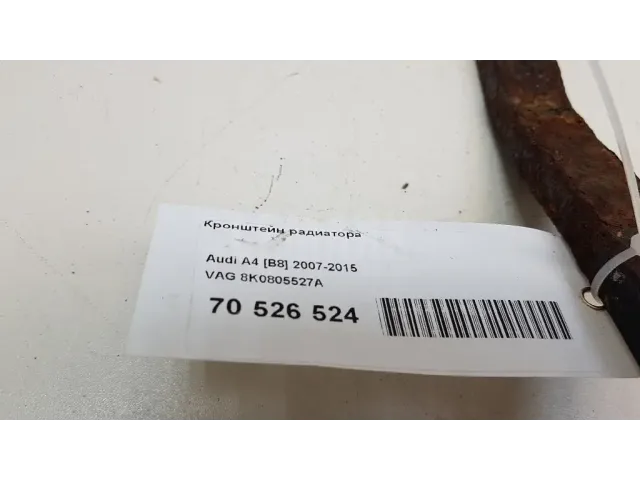 Кронштейн радиатора
Audi A4 [B8] 2007-2015
VAG 8K0805527A
70 526 524